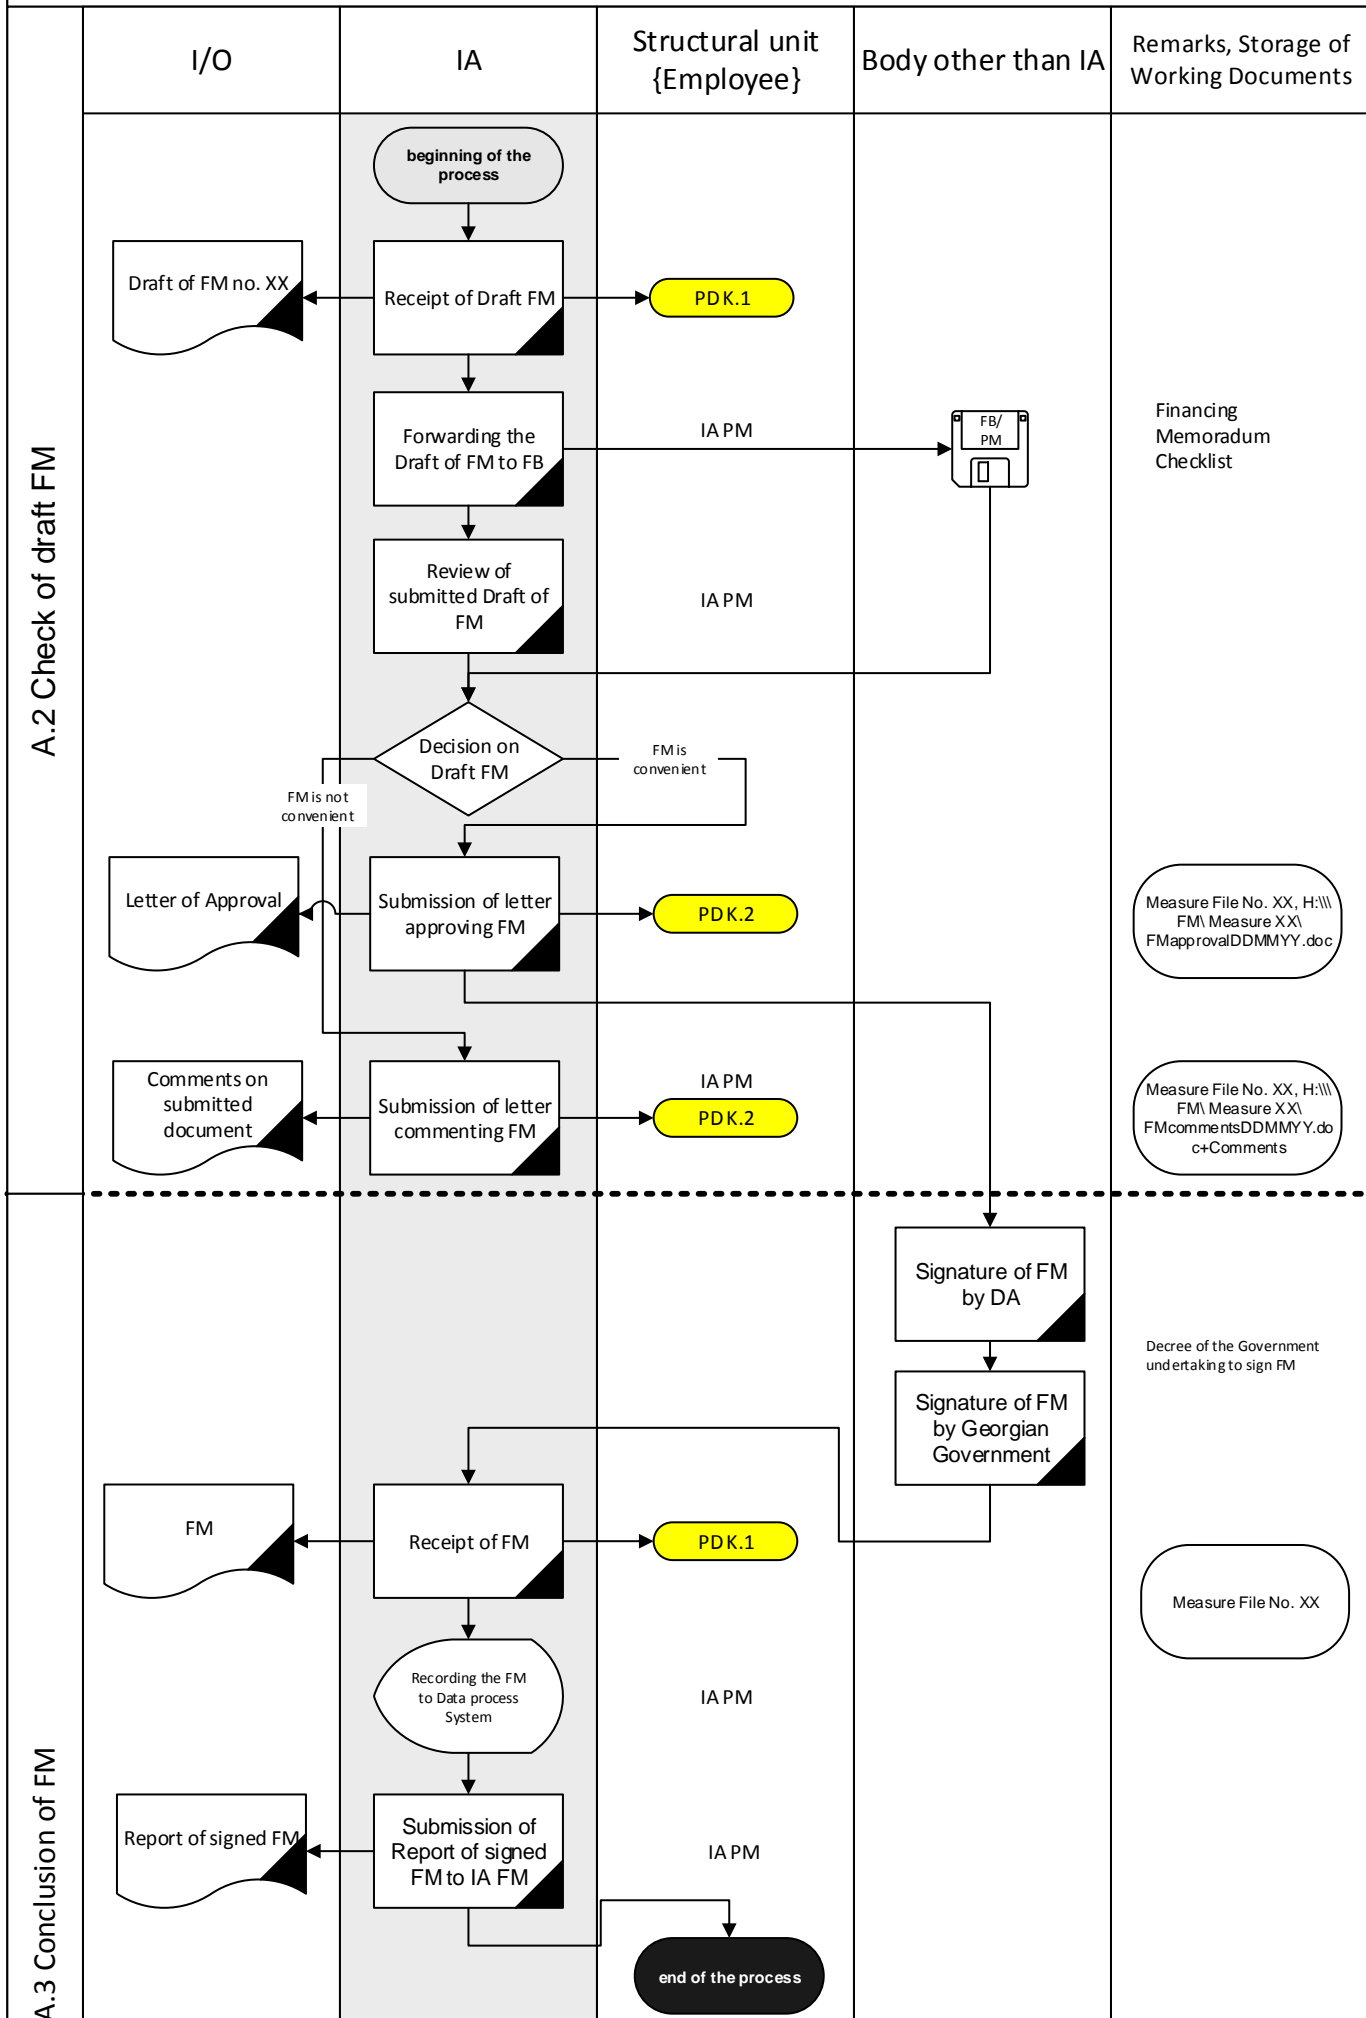 I/O
IA
Structural unit
{Employee}
Body other than IA
Remarks, Storage of
Working Documents
A.2 Check of draft FM
beginning of the
process
Draft of FM no. XX
Receipt of Draft FM
PDK.1
Forwarding the
Draft of FM to FB
IA PM
FB/
PM
Financing
Memoradum
Checklist
Review of
submitted Draft of
FM
IA PM
Decision on
Draft FM
FM is
convenient
FM is not
convenient
Letter of Approval
Submission of letter
approving FM
PDK.2
Measure File No. XX, H:\\\
FM\ Measure XX\
FMapprovalDDMMYY.doc
Comments on
submitted
document
Submission of letter
commenting FM
IA PM
PDK.2
Measure File No. XX, H:\\\
FM\ Measure XX\
FMcommentsDDMMYY.do
c+Comments
A.3 Conclusion of FM
Signature of FM
by DA
Decree of the Government
undertaking to sign FM
Signature of FM
by Georgian
Government
FM
Receipt of FM
PDK.1
Measure File No. XX
Recording the FM
to Data process
System
IA PM
Report of signed FM
Submission of
Report of signed
FM to IA FM
IA PM
end of the process